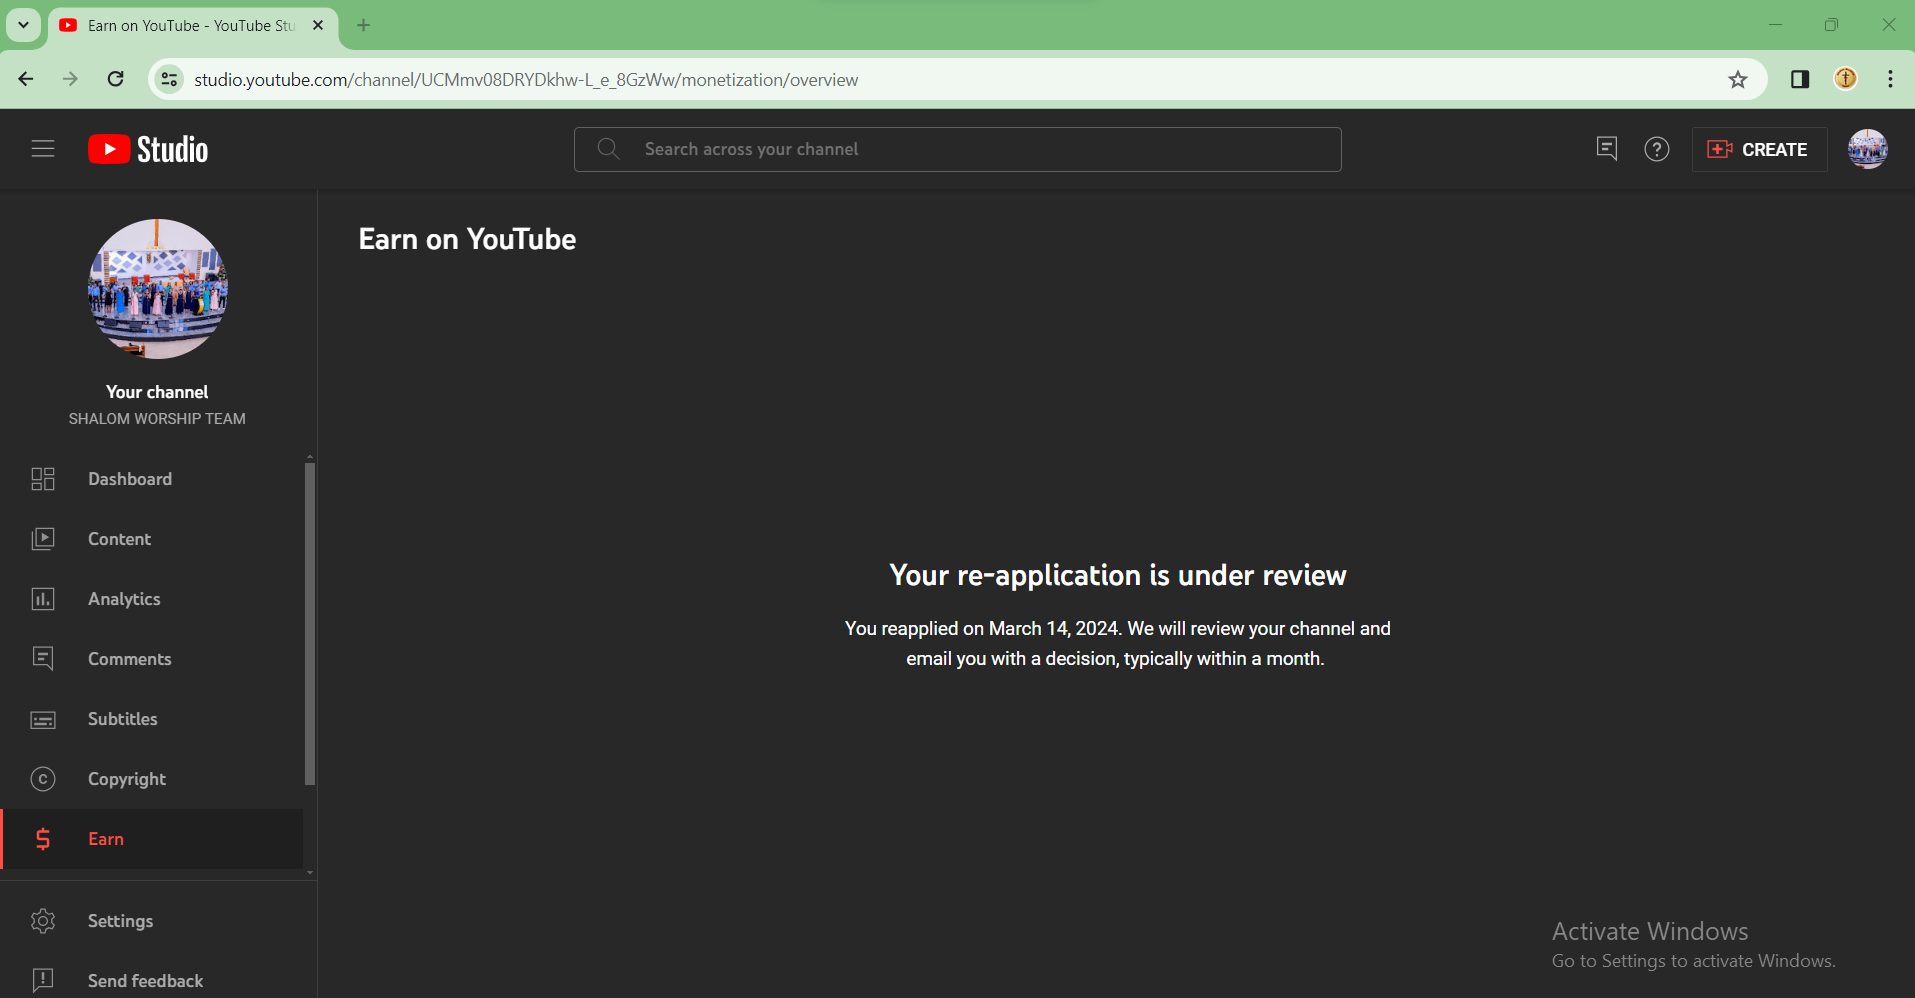 Earn on YouTube - YouTube Stu
studio.youtube.com/channel/UCMmv08DRYDkhw-L_e_8GzWw/monetization/overview
Studio
Search across your channel
CREATE
Your channel
SHALOM WORSHIP TEAM
Dashboard
Content
Analytics
Comments
Subtitles
Copyright
Earn
Settings
Send feedback
Earn on YouTube
Your re-application is under review
You reapplied on March 14, 2024. We will review your channel and
email you with a decision, typically within a month.
Activate Windows
Go to Settings to activate Windows.